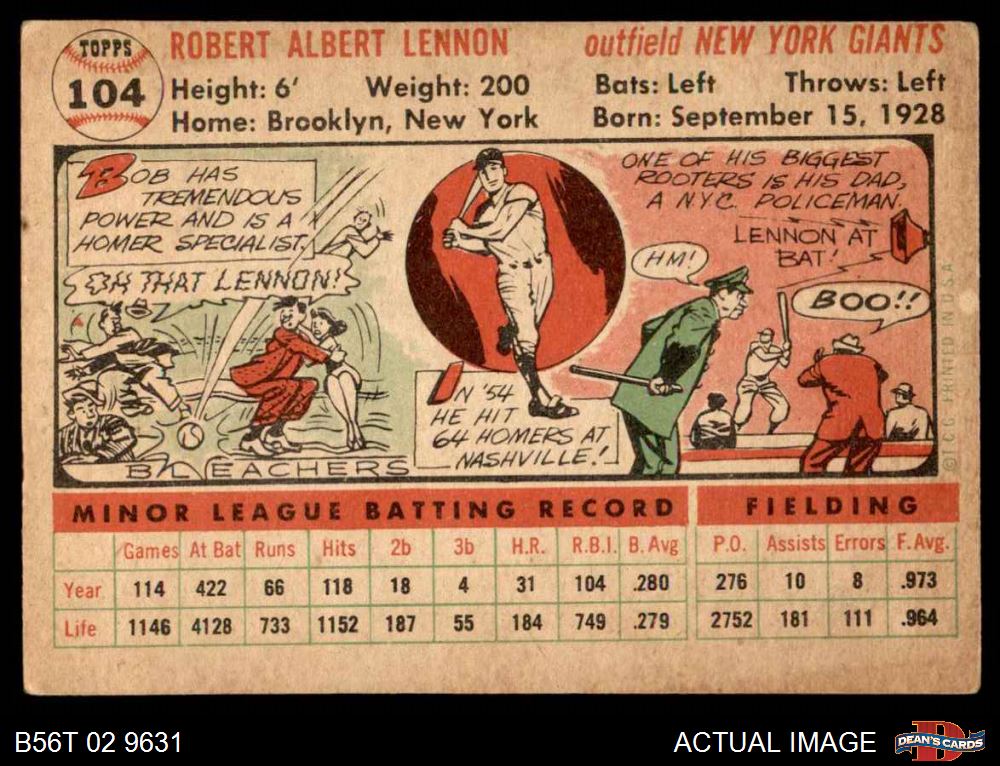 TOPPS
104
ROBERT ALBERT LENNON outfield NEW YORK GIANTS
Height: 6' Weight: 200 Bats: Left Throws: Left
Home: Brooklyn, New York Born: September 15, 1928
BOB HAS
TREMENDOUS
POWER AND IS A
HOMER SPECIALIST.
OH THAT LENNON!
BLEACHERS
IN '54
HE HIT
64 HOMERS AT
NASHVILLE!
ONE OF HIS BIGGEST
ROOTERS IS HIS DAD,
A N.Y.C. POLICEMAN.
LENNON AT
BAT!
HM!
BOO!!
© T.C.G. PRINTED IN U.S.A.
MINOR LEAGUE BATTING RECORD FIELDING
Games At Bat Runs Hits 2b 3b H.R. R.B.I. B. Avg P.O. Assists Errors F. Avg.
Year 114 422 66 118 18 4 31 104 .280 276 10 8 .973
Life 1146 4128 733 1152 187 55 184 749 .279 2752 181 111 .964
B56T 02 9631 ACTUAL IMAGE DEAN'S CARDS